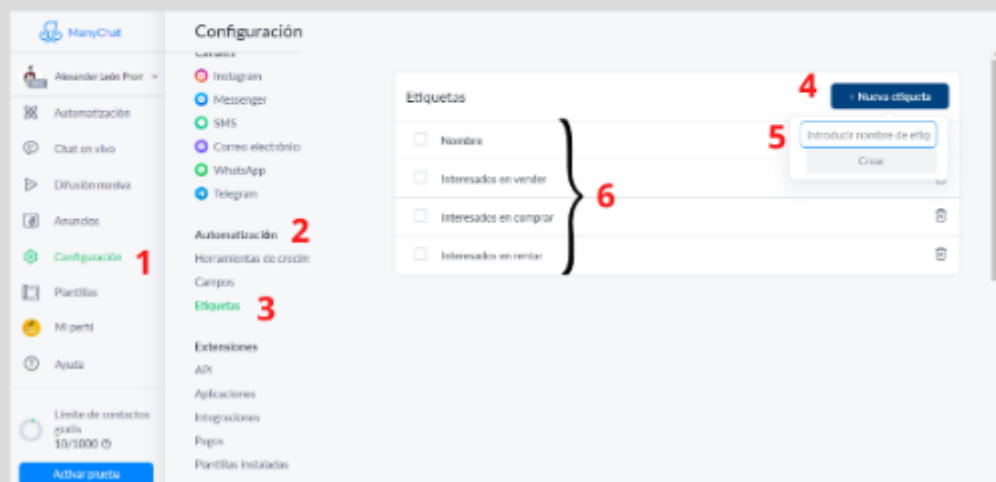 ManyChat
Configuración
Alexander León Prom
Automatización
Chat en vivo
Difusión masiva
Anuncios
Configuración
1
Plantillas
Mi perfil
Ayuda
Límite de contactos
gratis
10/1000
Activar prueba
Canales
Instagram
Messenger
SMS
Correo electrónico
WhatsApp
Telegram
Automatización
2
Herramientas de crecim
Campos
Etiquetas
3
Extensiones
API
Aplicaciones
Integraciones
Pagos
Plantillas instaladas
Etiquetas
4
+ Nueva etiqueta
5
Introducir nombre de etiq
Crear
Nombre
Interesados en vender
6
Interesados en comprar
Interesados en rentar